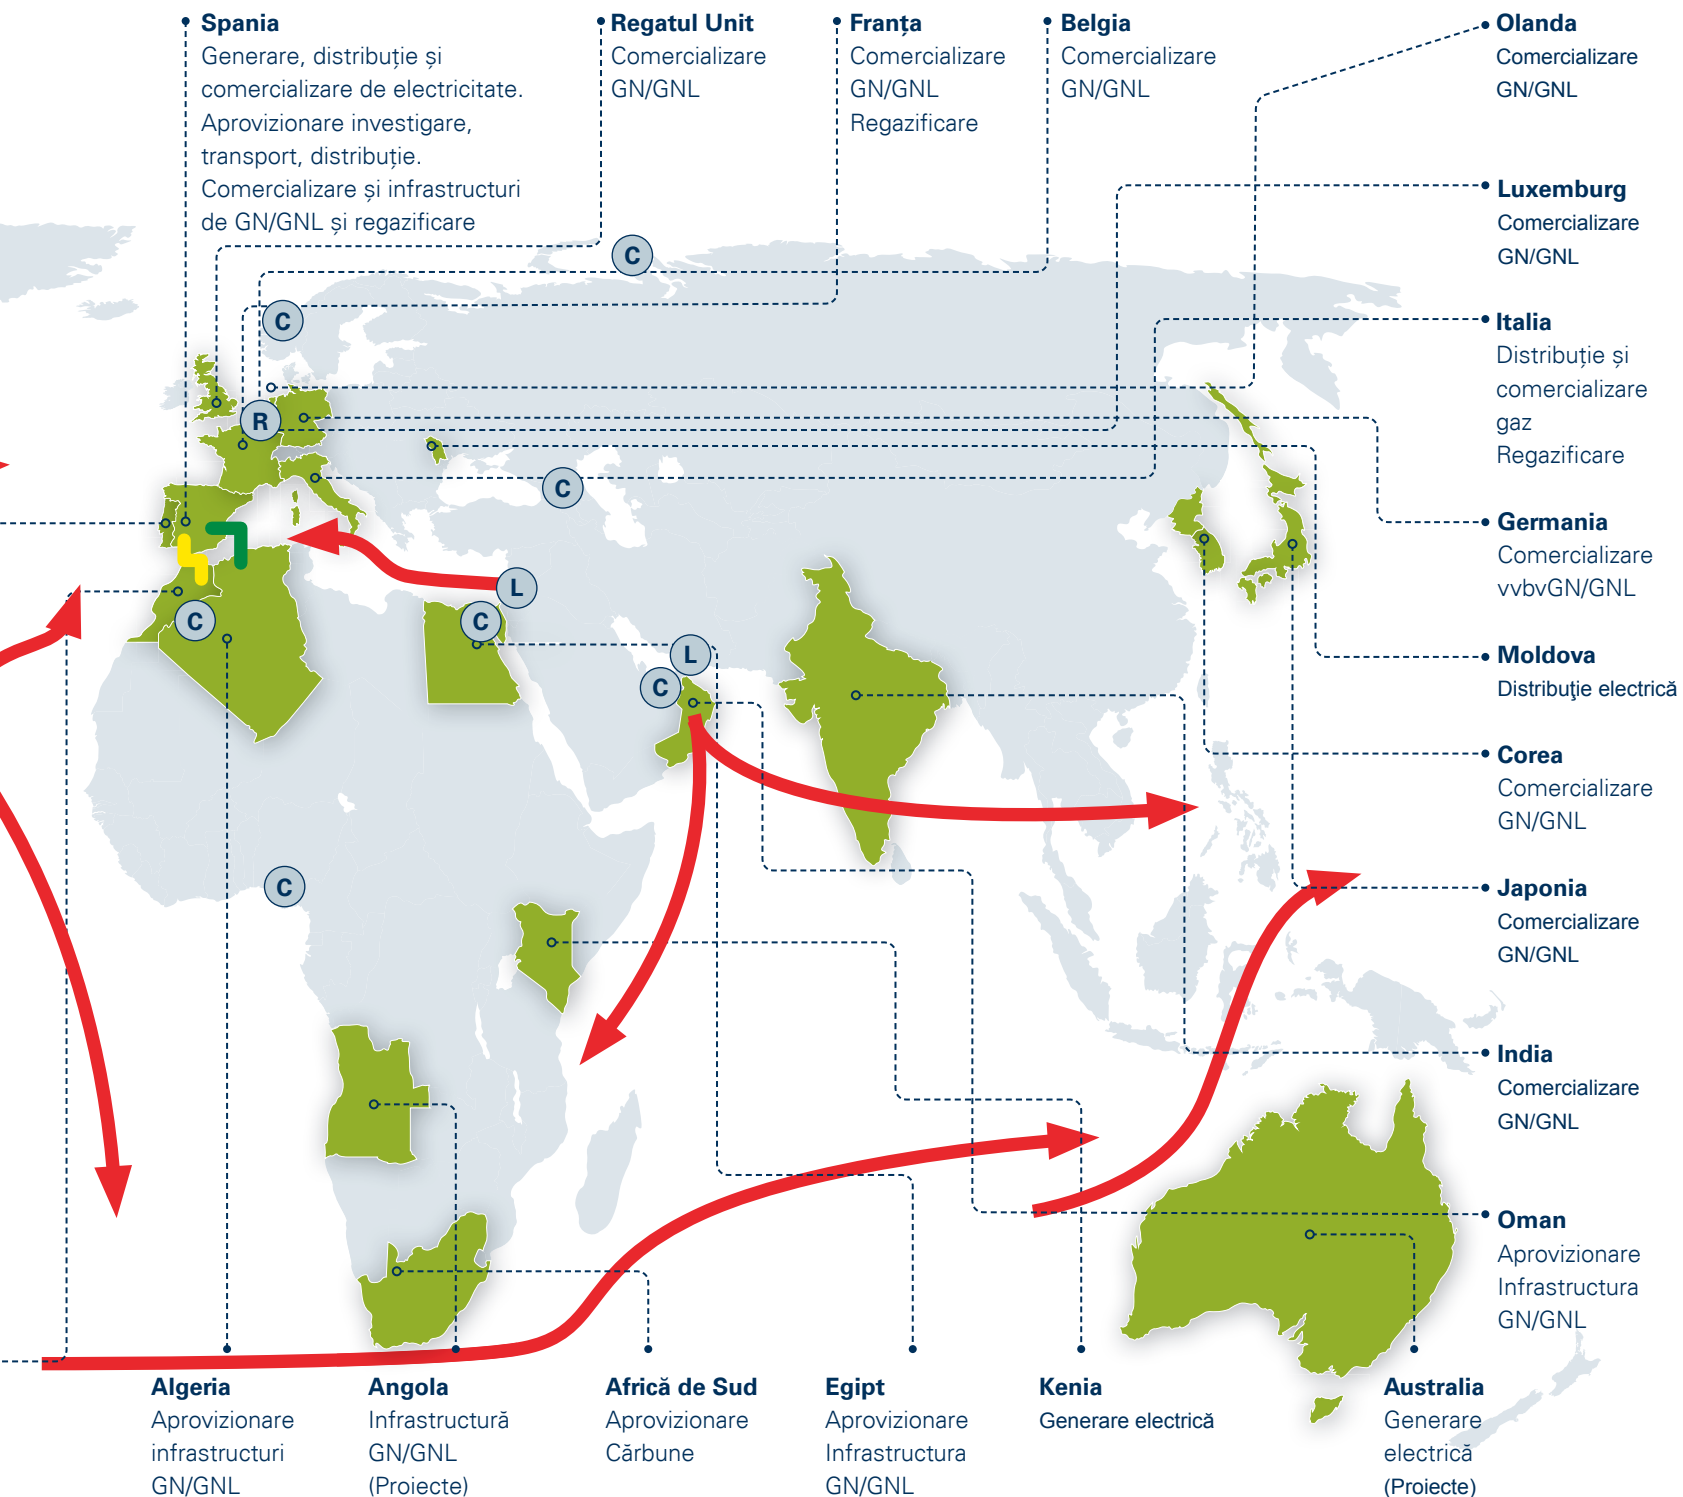 Spania
Generare, distribuție și
comercializare de electricitate.
Aprovizionare investigare,
transport, distribuție.
Comercializare și infrastructuri
de GN/GNL și regazificare
Regatul Unit
Comercializare
GN/GNL
Franța
Comercializare
GN/GNL
Regazificare
Belgia
Comercializare
GN/GNL
Olanda
Comercializare
GN/GNL
Luxemburg
Comercializare
GN/GNL
Italia
Distribuție și
comercializare
gaz
Regazificare
Germania
Comercializare
vvbvGN/GNL
Moldova
Distribuţie electrică
Corea
Comercializare
GN/GNL
Japonia
Comercializare
GN/GNL
India
Comercializare
GN/GNL
Oman
Aprovizionare
Infrastructura
GN/GNL
C
C
R
C
L
C
C
L
C
C
Algeria
Aprovizionare
infrastructuri
GN/GNL
Angola
Infrastructură
GN/GNL
(Proiecte)
Africă de Sud
Aprovizionare
Cărbune
Egipt
Aprovizionare
Infrastructura
GN/GNL
Kenia
Generare electrică
Australia
Generare
electrică
(Proiecte)